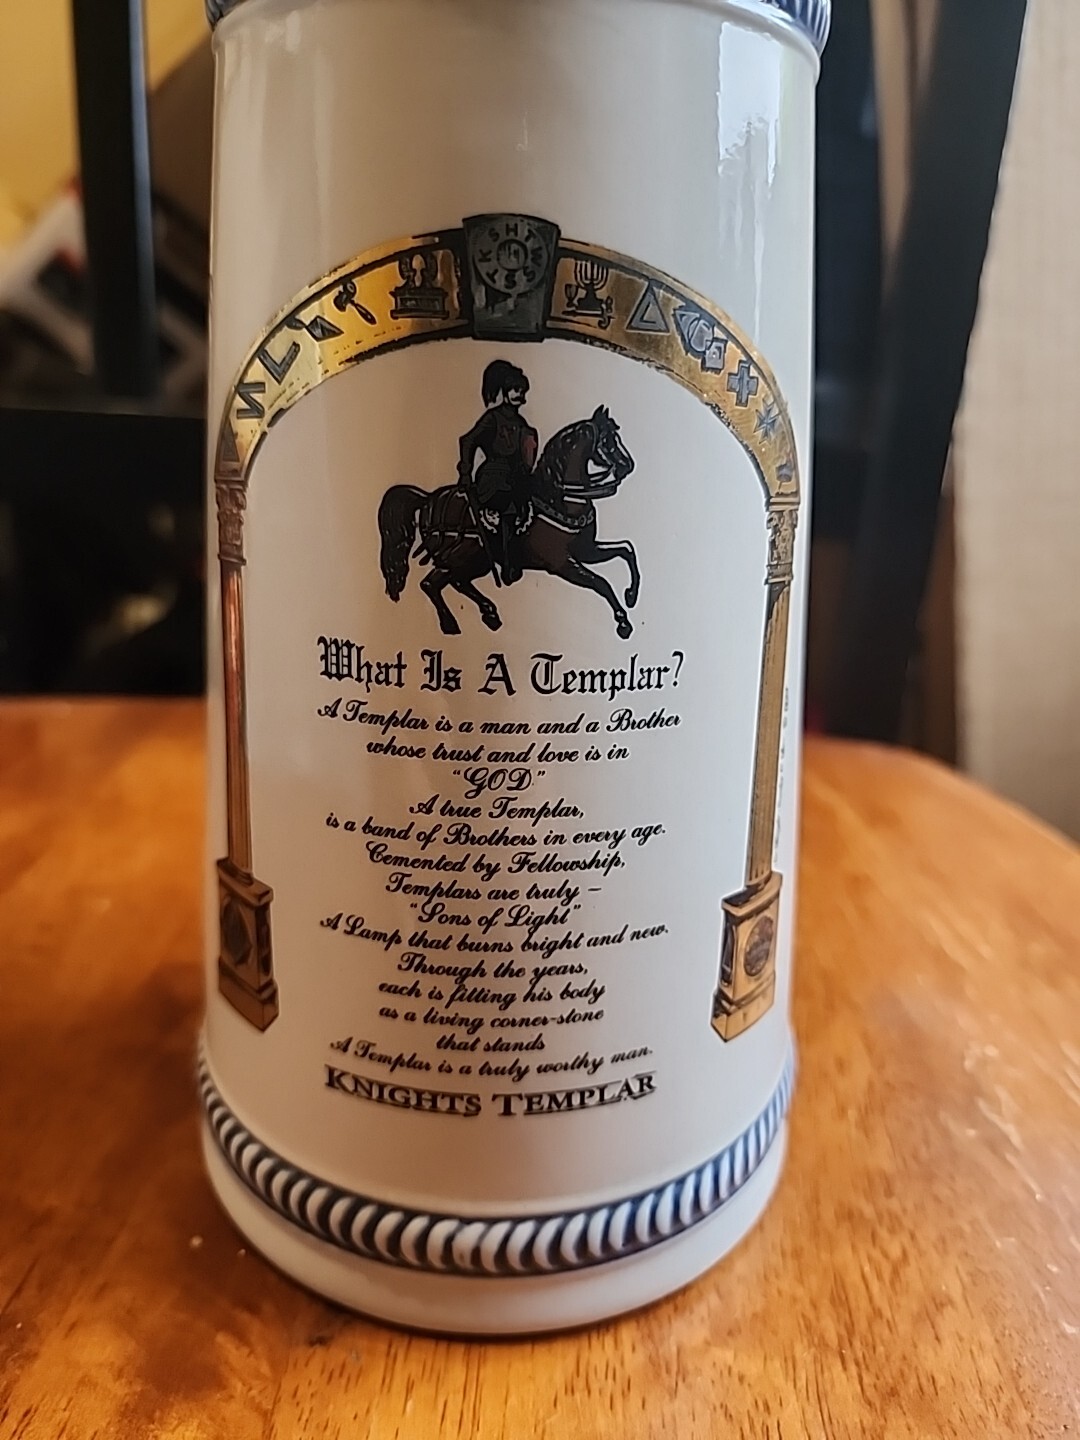 HTWSSTKS
What Is A Templar?
A Templar is a man and a Brother
whose trust and love is in
"GOD."
A true Templar,
is a band of Brothers in every age.
Cemented by Fellowship,
Templars are truly –
"Sons of Light"
A Lamp that burns bright and new.
Through the years,
each is fitting his body
as a living corner-stone
that stands
A Templar is a truly worthy man.
KNIGHTS TEMPLAR